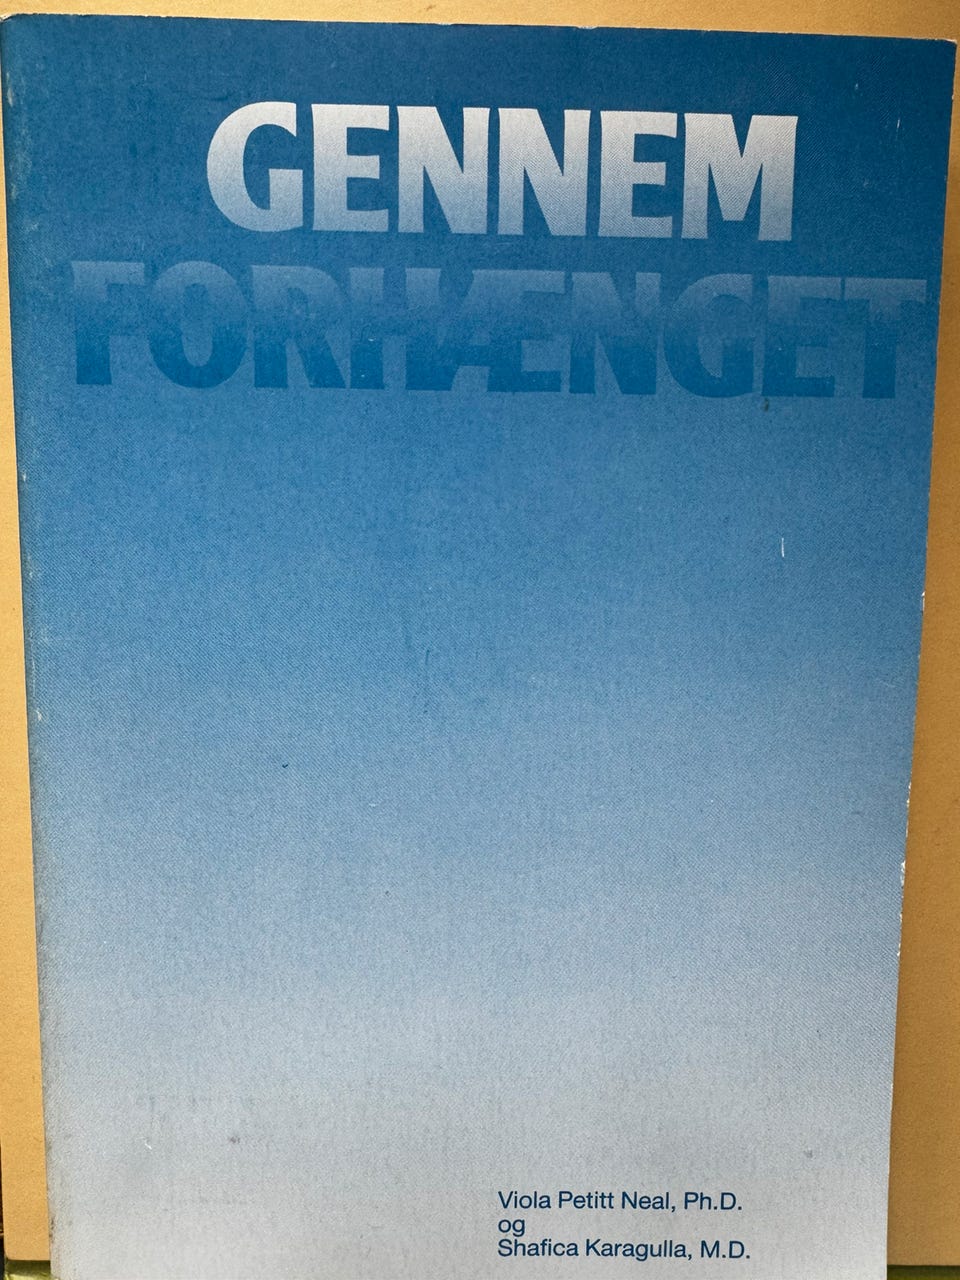 GENNEM
FORHÆNGET
Viola Petitt Neal, Ph.D.
og
Shafica Karagulla, M.D.